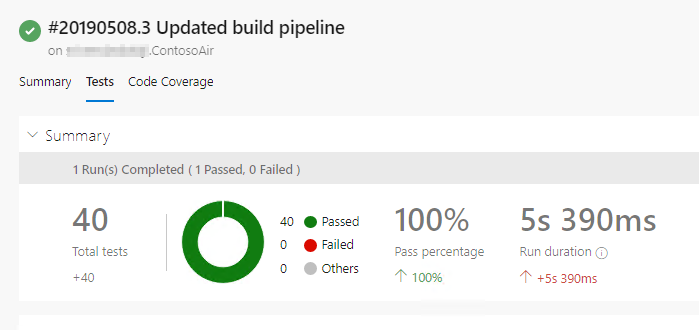 #20190508.3 Updated build pipeline
on .ContosoAir
Summary Tests Code Coverage
Summary
1 Run(s) Completed ( 1 Passed, 0 Failed )
40
Total tests
+40
40 Passed
0 Failed
0 Others
100%
Pass percentage
100%
5s 390ms
Run duration
+5s 390ms